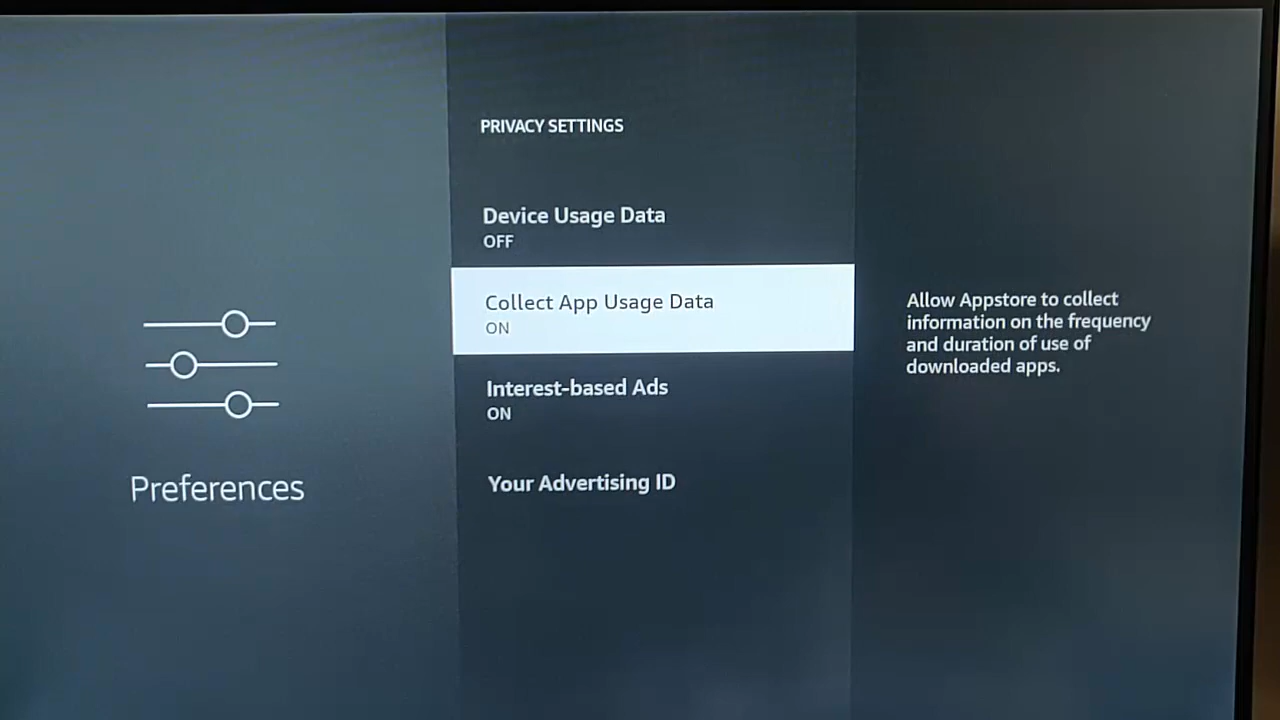 PRIVACY SETTINGS
Device Usage Data
OFF
Collect App Usage Data
ON
Interest-based Ads
ON
Your Advertising ID
Preferences
Allow Appstore to collect
information on the frequency
and duration of use of
downloaded apps.